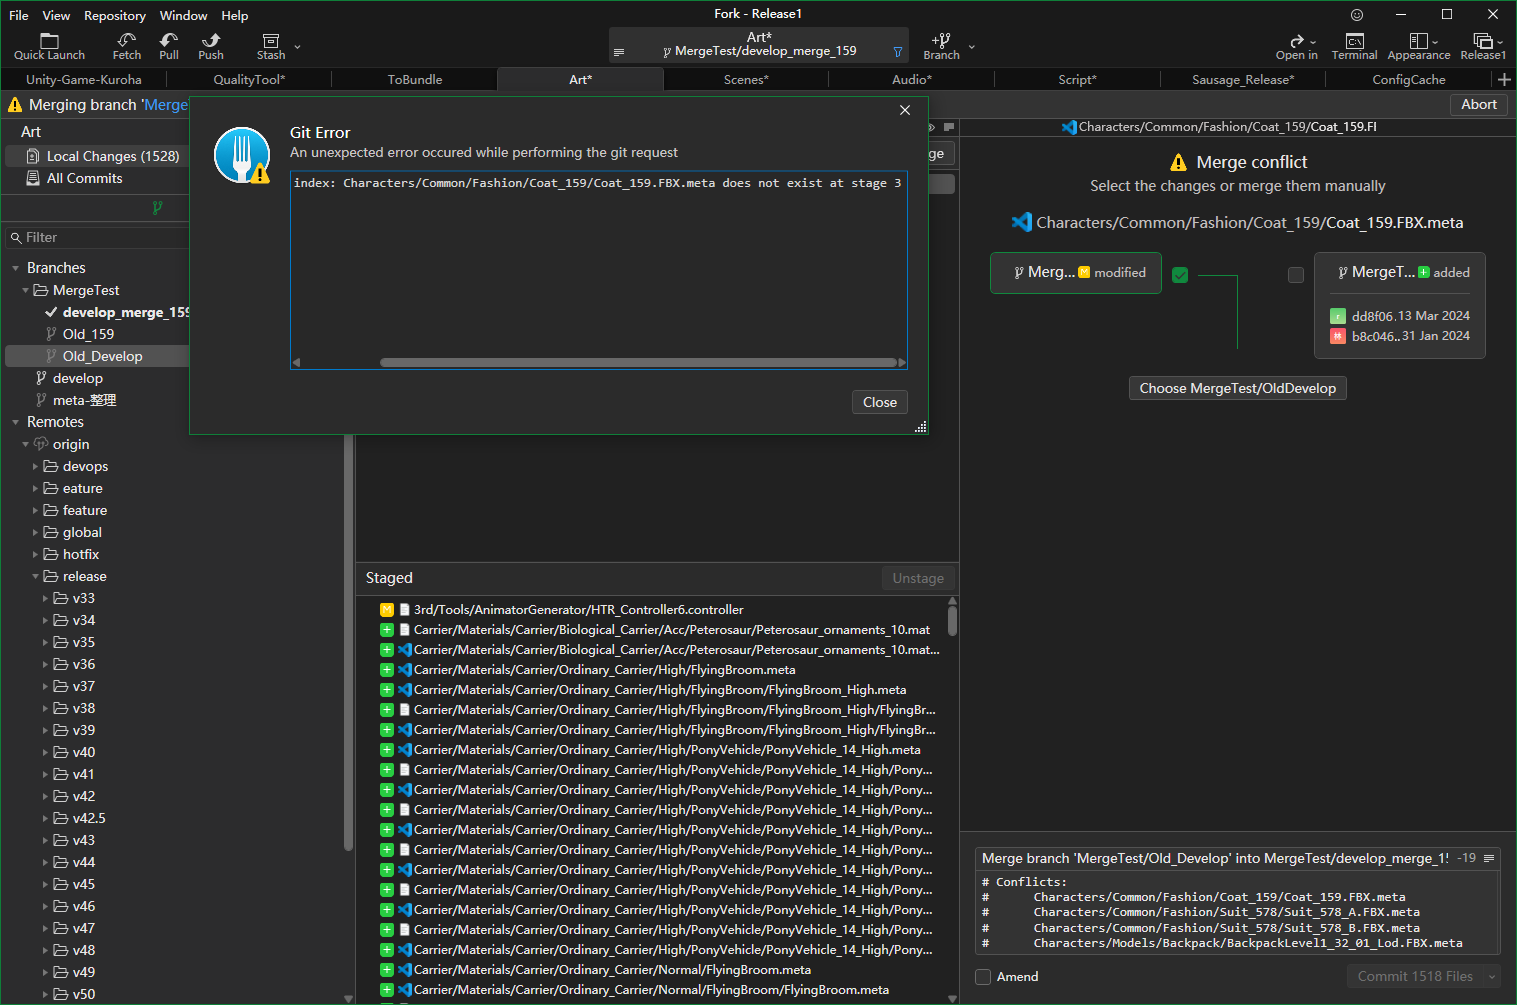 File View Repository Window Help
Fork - Release1
Quick Launch
Fetch
Pull
Push
Stash
Art*
MergeTest/develop_merge_159
Branch
Open in
Terminal
Appearance
Release1
Unity-Game-Kuroha
QualityTool*
ToBundle
Art*
Scenes*
Audio*
Script*
Sausage_Release*
ConfigCache
Merging branch 'Merge
Abort
Art
Local Changes (1528)
All Commits
Filter
Branches
MergeTest
develop_merge_159
Old_159
Old_Develop
develop
meta-整理
Remotes
origin
devops
eature
feature
global
hotfix
release
v33
v34
v35
v36
v37
v38
v39
v40
v41
v42
v42.5
v43
v44
v45
v46
v47
v48
v49
v50
Git Error
An unexpected error occured while performing the git request
index: Characters/Common/Fashion/Coat_159/Coat_159.FBX.meta does not exist at stage 3
Close
ge
Staged
Unstage
3rd/Tools/AnimatorGenerator/HTR_Controller6.controller
Carrier/Materials/Carrier/Biological_Carrier/Acc/Peterosaur/Peterosaur_ornaments_10.mat
Carrier/Materials/Carrier/Biological_Carrier/Acc/Peterosaur/Peterosaur_ornaments_10.mat...
Carrier/Materials/Carrier/Ordinary_Carrier/High/FlyingBroom.meta
Carrier/Materials/Carrier/Ordinary_Carrier/High/FlyingBroom/FlyingBroom_High.meta
Carrier/Materials/Carrier/Ordinary_Carrier/High/FlyingBroom/FlyingBroom_High/FlyingBr...
Carrier/Materials/Carrier/Ordinary_Carrier/High/FlyingBroom/FlyingBroom_High/FlyingBr...
Carrier/Materials/Carrier/Ordinary_Carrier/High/PonyVehicle/PonyVehicle_14_High.meta
Carrier/Materials/Carrier/Ordinary_Carrier/High/PonyVehicle/PonyVehicle_14_High/Pony...
Carrier/Materials/Carrier/Ordinary_Carrier/High/PonyVehicle/PonyVehicle_14_High/Pony...
Carrier/Materials/Carrier/Ordinary_Carrier/High/PonyVehicle/PonyVehicle_14_High/Pony...
Carrier/Materials/Carrier/Ordinary_Carrier/High/PonyVehicle/PonyVehicle_14_High/Pony...
Carrier/Materials/Carrier/Ordinary_Carrier/High/PonyVehicle/PonyVehicle_14_High/Pony...
Carrier/Materials/Carrier/Ordinary_Carrier/High/PonyVehicle/PonyVehicle_14_High/Pony...
Carrier/Materials/Carrier/Ordinary_Carrier/High/PonyVehicle/PonyVehicle_14_High/Pony...
Carrier/Materials/Carrier/Ordinary_Carrier/High/PonyVehicle/PonyVehicle_14_High/Pony...
Carrier/Materials/Carrier/Ordinary_Carrier/High/PonyVehicle/PonyVehicle_14_High/Pony...
Carrier/Materials/Carrier/Ordinary_Carrier/High/PonyVehicle/PonyVehicle_14_High/Pony...
Carrier/Materials/Carrier/Ordinary_Carrier/Normal/FlyingBroom.meta
Carrier/Materials/Carrier/Ordinary_Carrier/Normal/FlyingBroom/FlyingBroom.meta
Characters/Common/Fashion/Coat_159/Coat_159.FI
Merge conflict
Select the changes or merge them manually
Characters/Common/Fashion/Coat_159/Coat_159.FBX.meta
Merg... M modified
MergeT... + added
r dd8f06. 13 Mar 2024
林 b8c046.. 31 Jan 2024
Choose MergeTest/OldDevelop
Merge branch 'MergeTest/Old_Develop' into MergeTest/develop_merge_15 -19
# Conflicts:
# Characters/Common/Fashion/Coat_159/Coat_159.FBX.meta
# Characters/Common/Fashion/Suit_578/Suit_578_A.FBX.meta
# Characters/Common/Fashion/Suit_578/Suit_578_B.FBX.meta
# Characters/Models/Backpack/BackpackLevel1_32_01_Lod.FBX.meta
Amend
Commit 1518 Files